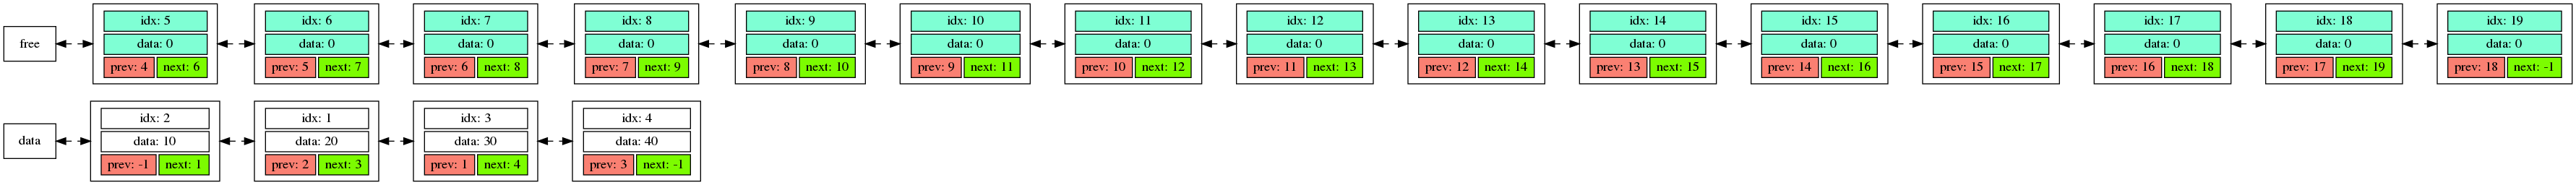 free
idx: 5
data: 0
prev: 4 next: 6
idx: 6
data: 0
prev: 5 next: 7
idx: 7
data: 0
prev: 6 next: 8
idx: 8
data: 0
prev: 7 next: 9
idx: 9
data: 0
prev: 8 next: 10
idx: 10
data: 0
prev: 9 next: 11
idx: 11
data: 0
prev: 10 next: 12
idx: 12
data: 0
prev: 11 next: 13
idx: 13
data: 0
prev: 12 next: 14
idx: 14
data: 0
prev: 13 next: 15
idx: 15
data: 0
prev: 14 next: 16
idx: 16
data: 0
prev: 15 next: 17
idx: 17
data: 0
prev: 16 next: 18
idx: 18
data: 0
prev: 17 next: 19
idx: 19
data: 0
prev: 18 next: -1
data
idx: 2
data: 10
prev: -1 next: 1
idx: 1
data: 20
prev: 2 next: 3
idx: 3
data: 30
prev: 1 next: 4
idx: 4
data: 40
prev: 3 next: -1